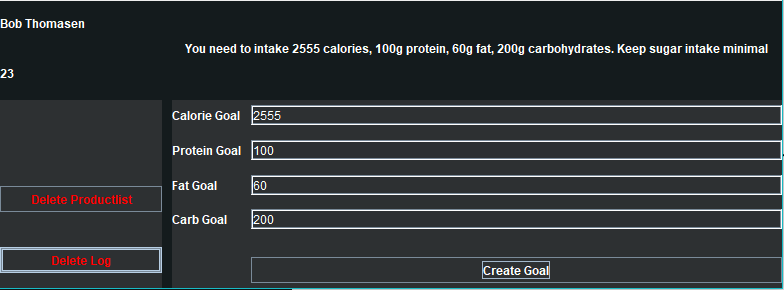 Bob Thomasen
You need to intake 2555 calories, 100g protein, 60g fat, 200g carbohydrates. Keep sugar intake minimal
23
Calorie Goal 2555
Protein Goal 100
Fat Goal 60
Delete Productlist
Carb Goal 200
Delete Log
Create Goal